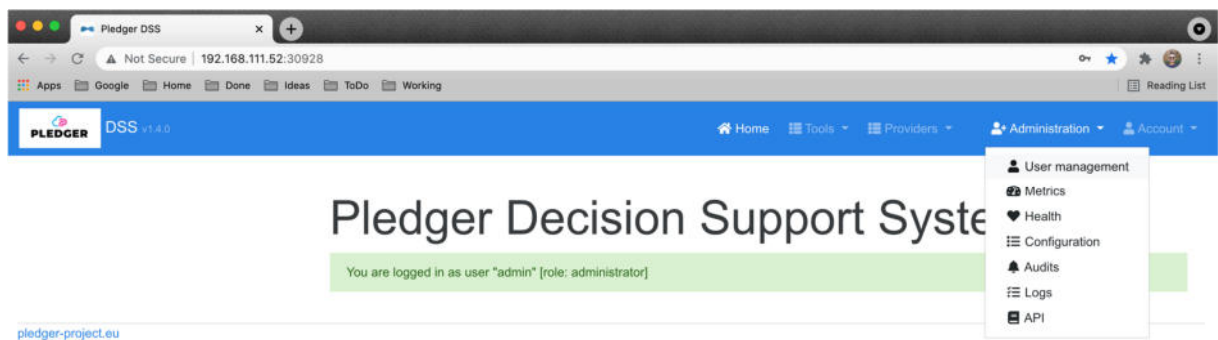 Pledger DSS
Not Secure | 192.168.111.52:30928
Apps Google Home Done Ideas ToDo Working Reading List
PLEDGER DSS v1.4.0 Home Tools Providers Administration Account
User management
Metrics
Health
Configuration
Audits
Logs
API
Pledger Decision Support Syste
You are logged in as user "admin" [role: administrator]
pledger-project.eu